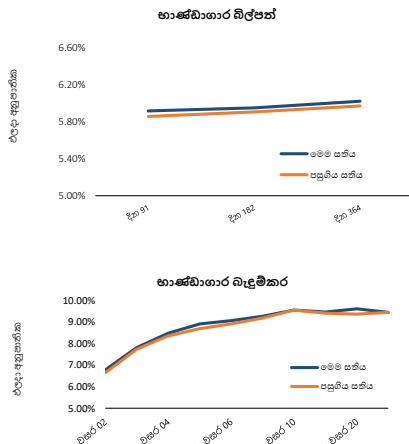 භාණ්ඩාගාර බිල්පත්
ඵලදා අනුපාතික
6.60%
6.20%
5.80%
5.40%
5.00%
මෙම සතිය
පසුගිය සතිය
දින 91
දින 182
දින 364
භාණ්ඩාගාර බැඳුම්කර
ඵලදා අනුපාතික
10.00%
9.00%
8.00%
7.00%
6.00%
5.00%
මෙම සතිය
පසුගිය සතිය
වසර 02
වසර 04
වසර 06
වසර 10
වසර 20